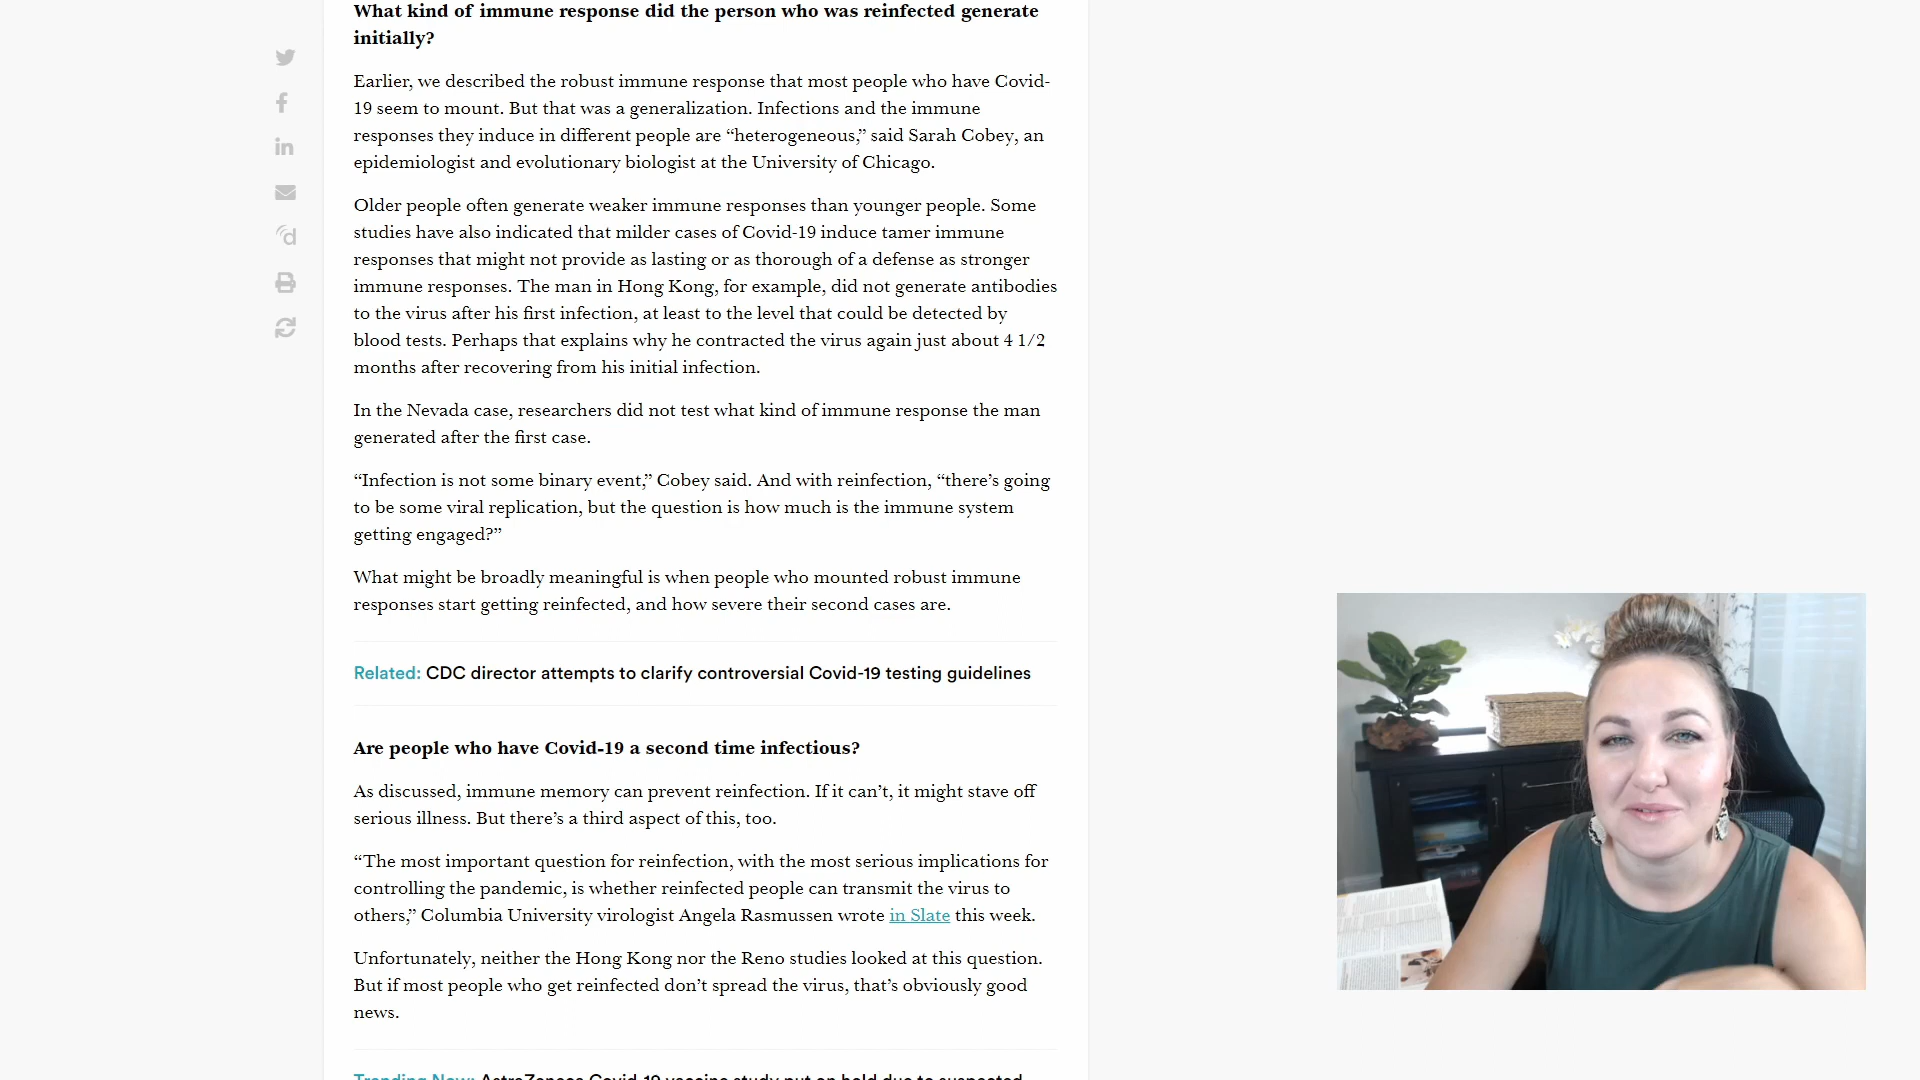 What kind of immune response did the person who was reinfected generate
initially?
Earlier, we described the robust immune response that most people who have Covid-
19 seem to mount. But that was a generalization. Infections and the immune
responses they induce in different people are “heterogeneous,” said Sarah Cobey, an
epidemiologist and evolutionary biologist at the University of Chicago.
Older people often generate weaker immune responses than younger people. Some
studies have also indicated that milder cases of Covid-19 induce tamer immune
responses that might not provide as lasting or as thorough of a defense as stronger
immune responses. The man in Hong Kong, for example, did not generate antibodies
to the virus after his first infection, at least to the level that could be detected by
blood tests. Perhaps that explains why he contracted the virus again just about 4 1/2
months after recovering from his initial infection.
In the Nevada case, researchers did not test what kind of immune response the man
generated after the first case.
“Infection is not some binary event,” Cobey said. And with reinfection, “there’s going
to be some viral replication, but the question is how much is the immune system
getting engaged?”
What might be broadly meaningful is when people who mounted robust immune
responses start getting reinfected, and how severe their second cases are.
Related: CDC director attempts to clarify controversial Covid-19 testing guidelines
Are people who have Covid-19 a second time infectious?
As discussed, immune memory can prevent reinfection. If it can’t, it might stave off
serious illness. But there’s a third aspect of this, too.
“The most important question for reinfection, with the most serious implications for
controlling the pandemic, is whether reinfected people can transmit the virus to
others,” Columbia University virologist Angela Rasmussen wrote in Slate this week.
Unfortunately, neither the Hong Kong nor the Reno studies looked at this question.
But if most people who get reinfected don’t spread the virus, that’s obviously good
news.
Trending Now: AstraZeneca Covid-19 vaccine study put on hold due to suspected